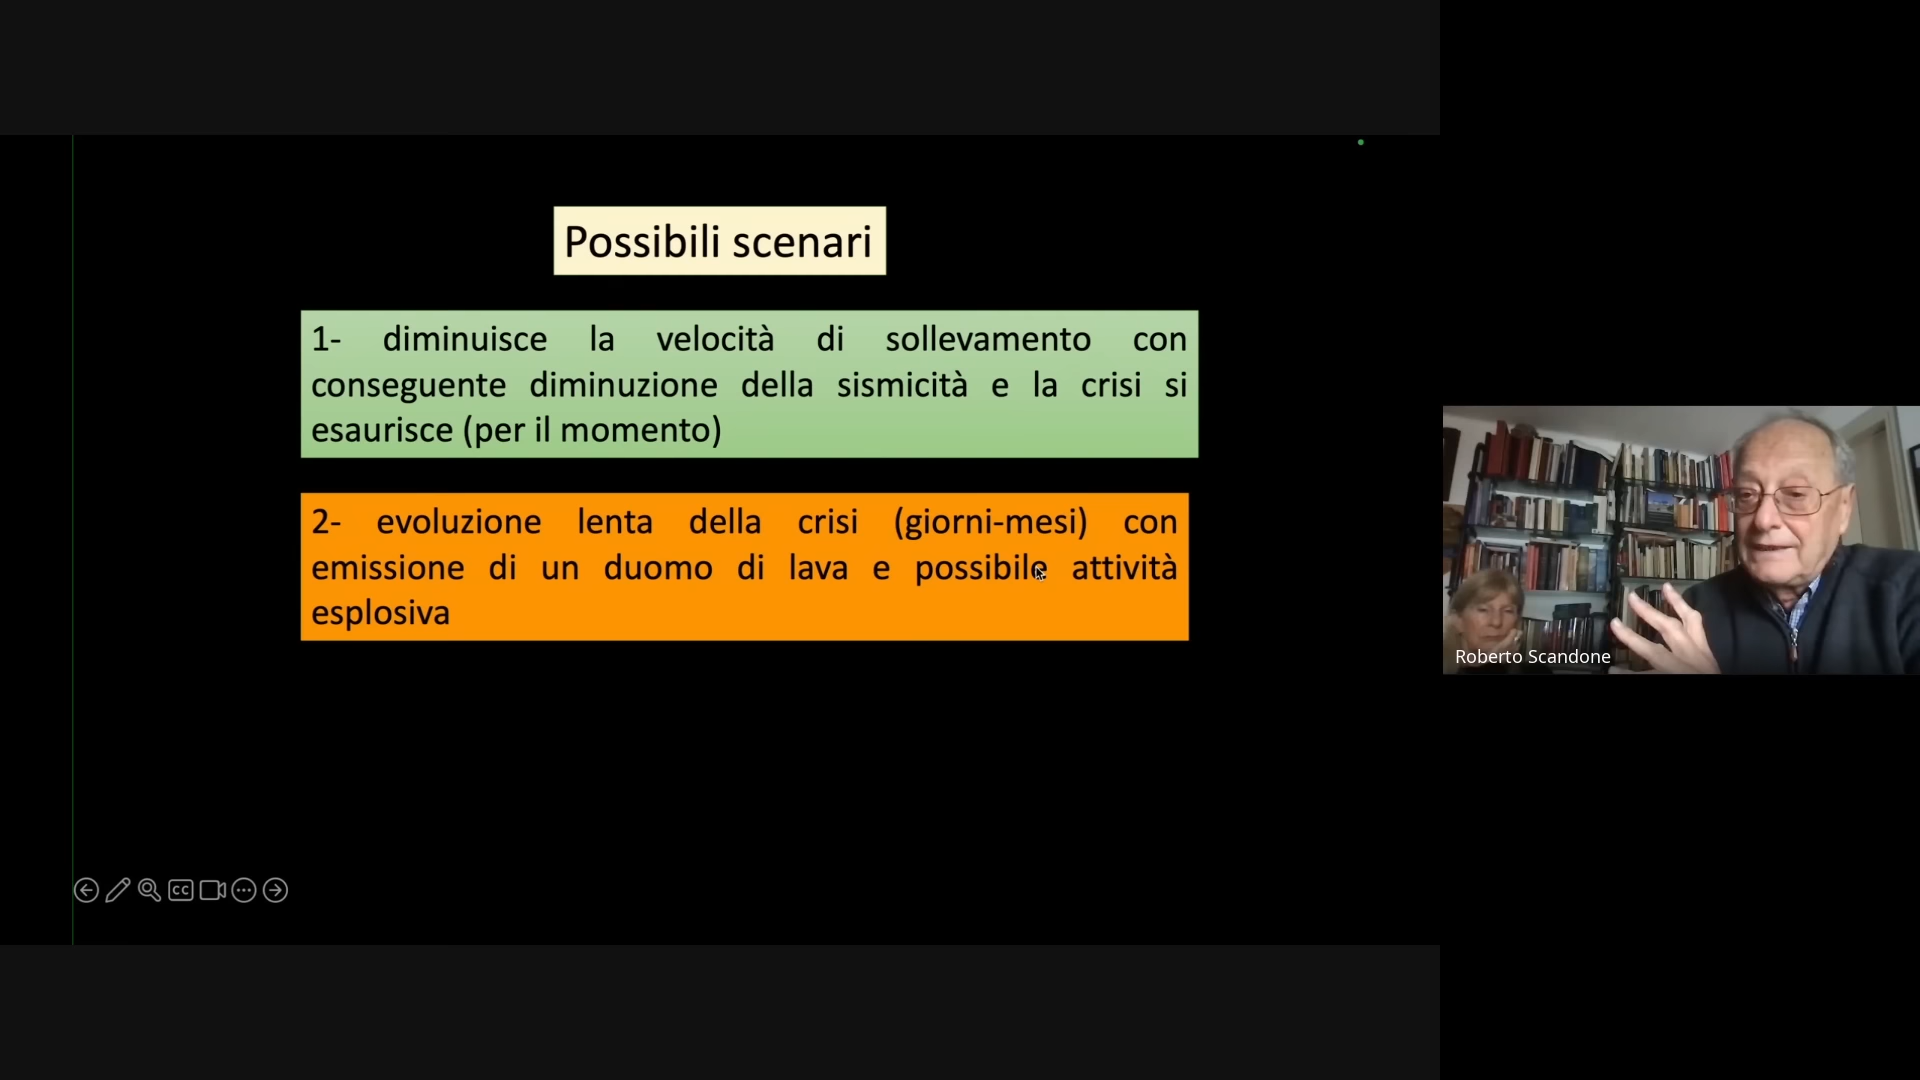 Possibili scenari
1- diminuisce la velocità di sollevamento con
conseguente diminuzione della sismicità e la crisi si
esaurisce (per il momento)
2- evoluzione lenta della crisi (giorni-mesi) con
emissione di un duomo di lava e possibile attività
esplosiva
CC
Roberto Scandone